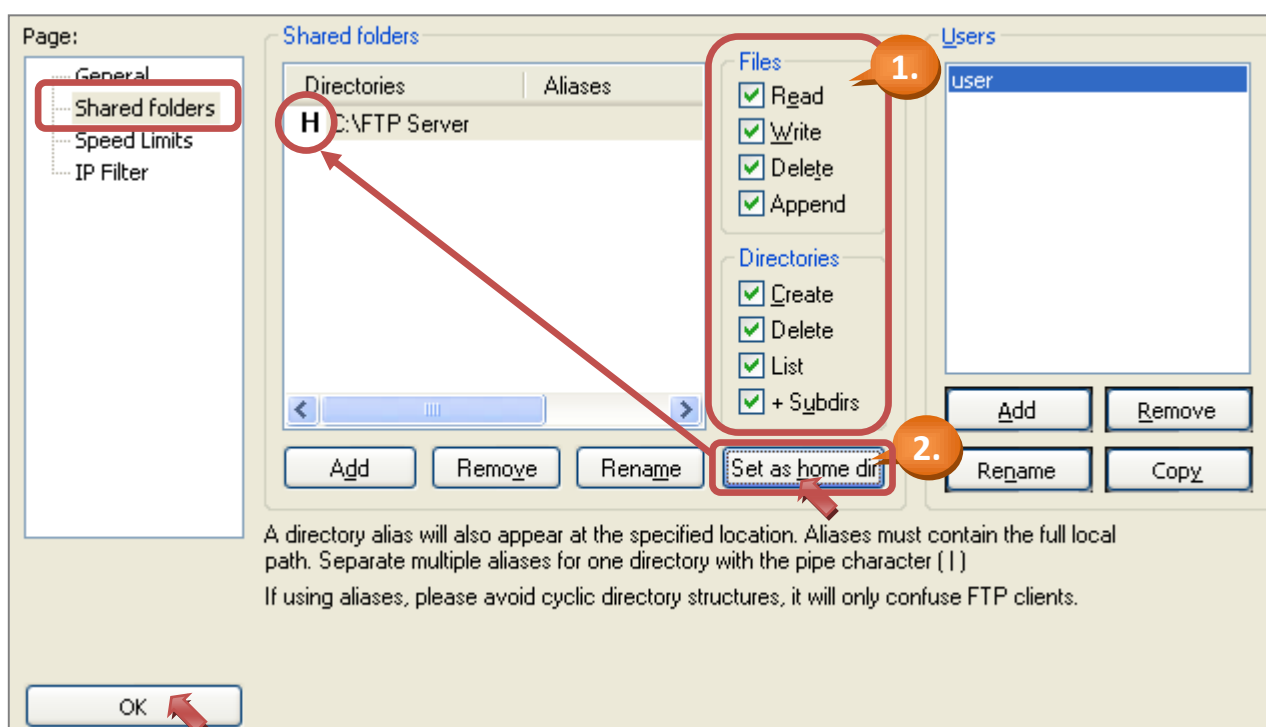 Page:
General
Shared folders
Speed Limits
IP Filter
OK
Shared folders
Directories Aliases
H C:\FTP Server
Files
1.
Read
Write
Delete
Append
Directories
Create
Delete
List
+ Subdirs
Add Remove Rename Set as home dir
2.
Users
user
Add Remove
Rename Copy
A directory alias will also appear at the specified location. Aliases must contain the full local
path. Separate multiple aliases for one directory with the pipe character ( | )
If using aliases, please avoid cyclic directory structures, it will only confuse FTP clients.